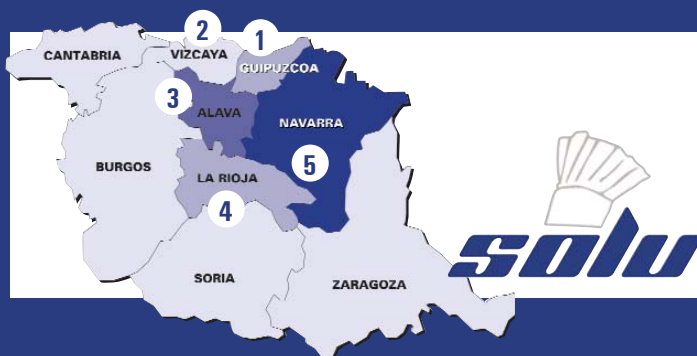 1
2
CANTABRIA
VIZCAYA
GUIPUZCOA
3
ALAVA
NAVARRA
BURGOS
5
LA RIOJA
4
SORIA
ZARAGOZA
solu